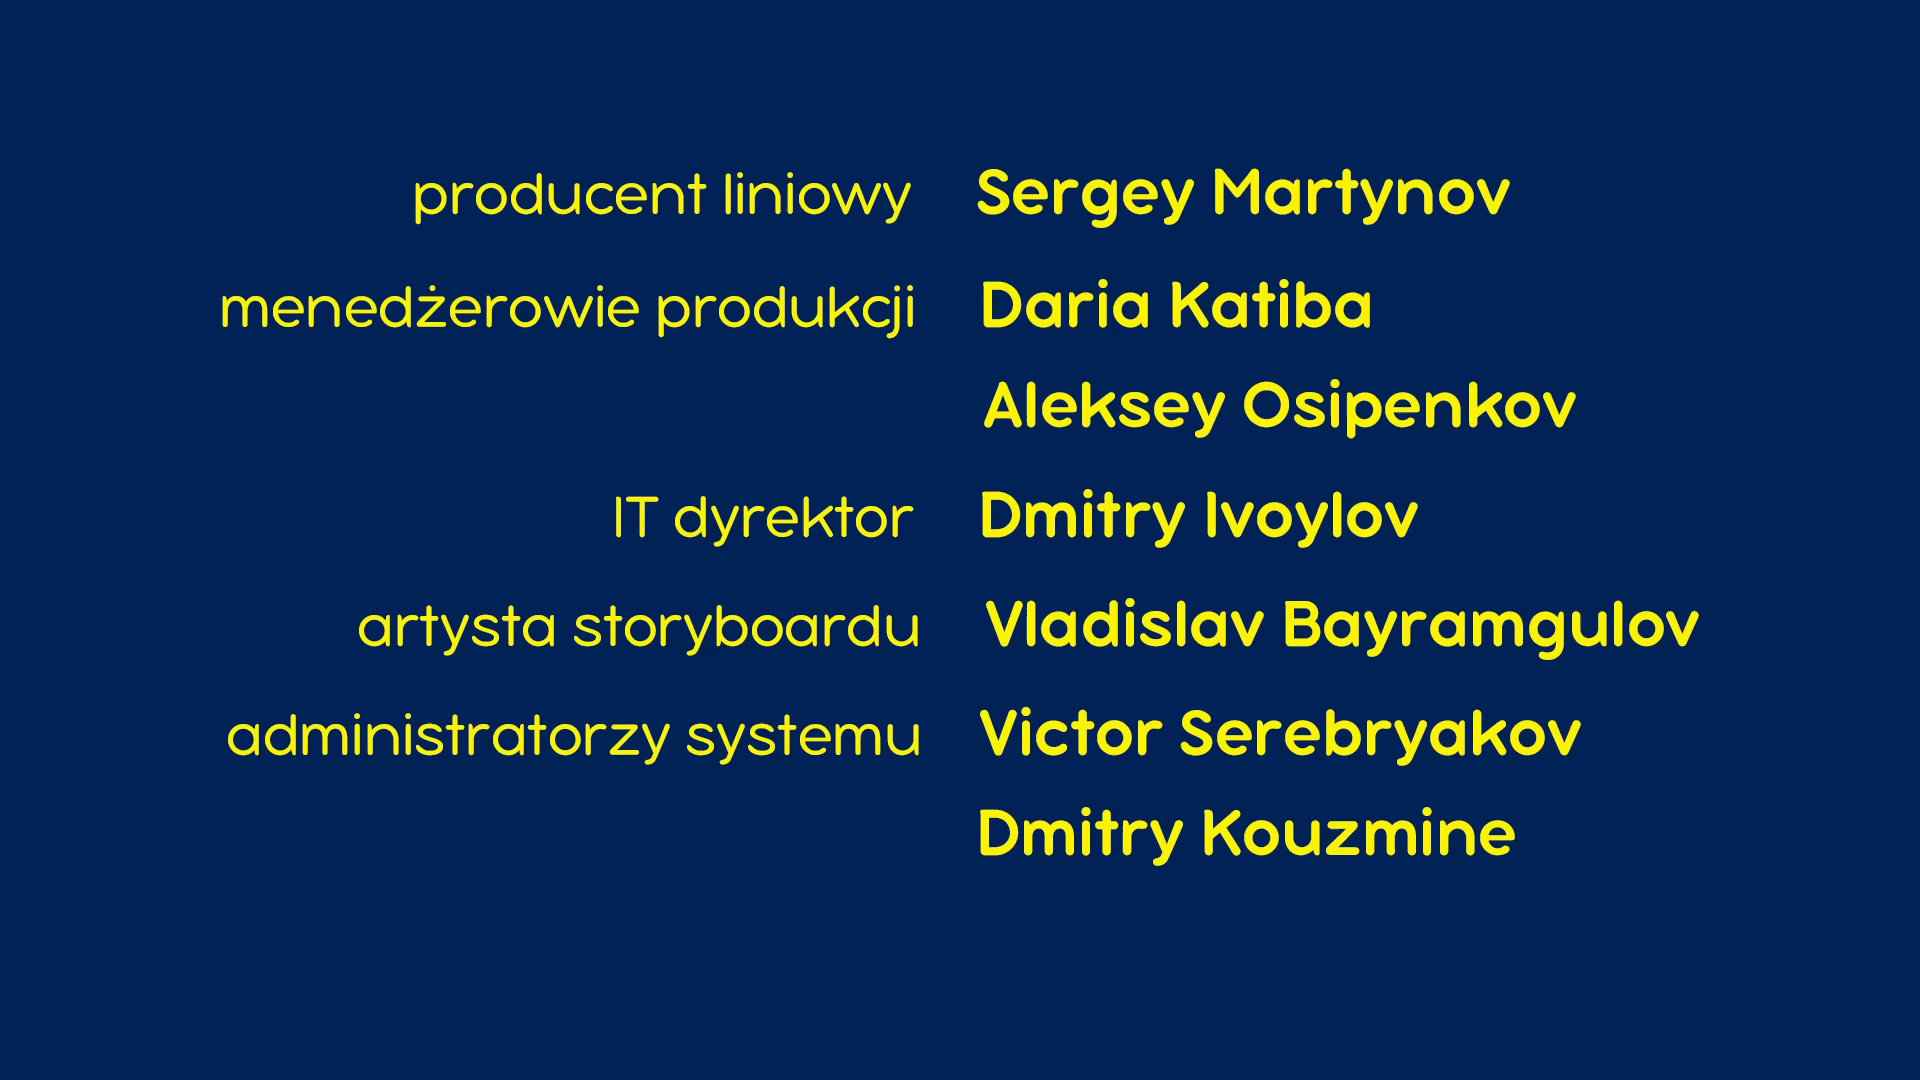 producent liniowy Sergey Martynov
menedżerowie produkcji Daria Katiba
Aleksey Osipenkov
IT dyrektor Dmitry Ivoylov
artysta storyboardu Vladislav Bayramgulov
administratorzy systemu Victor Serebryakov
Dmitry Kouzmine